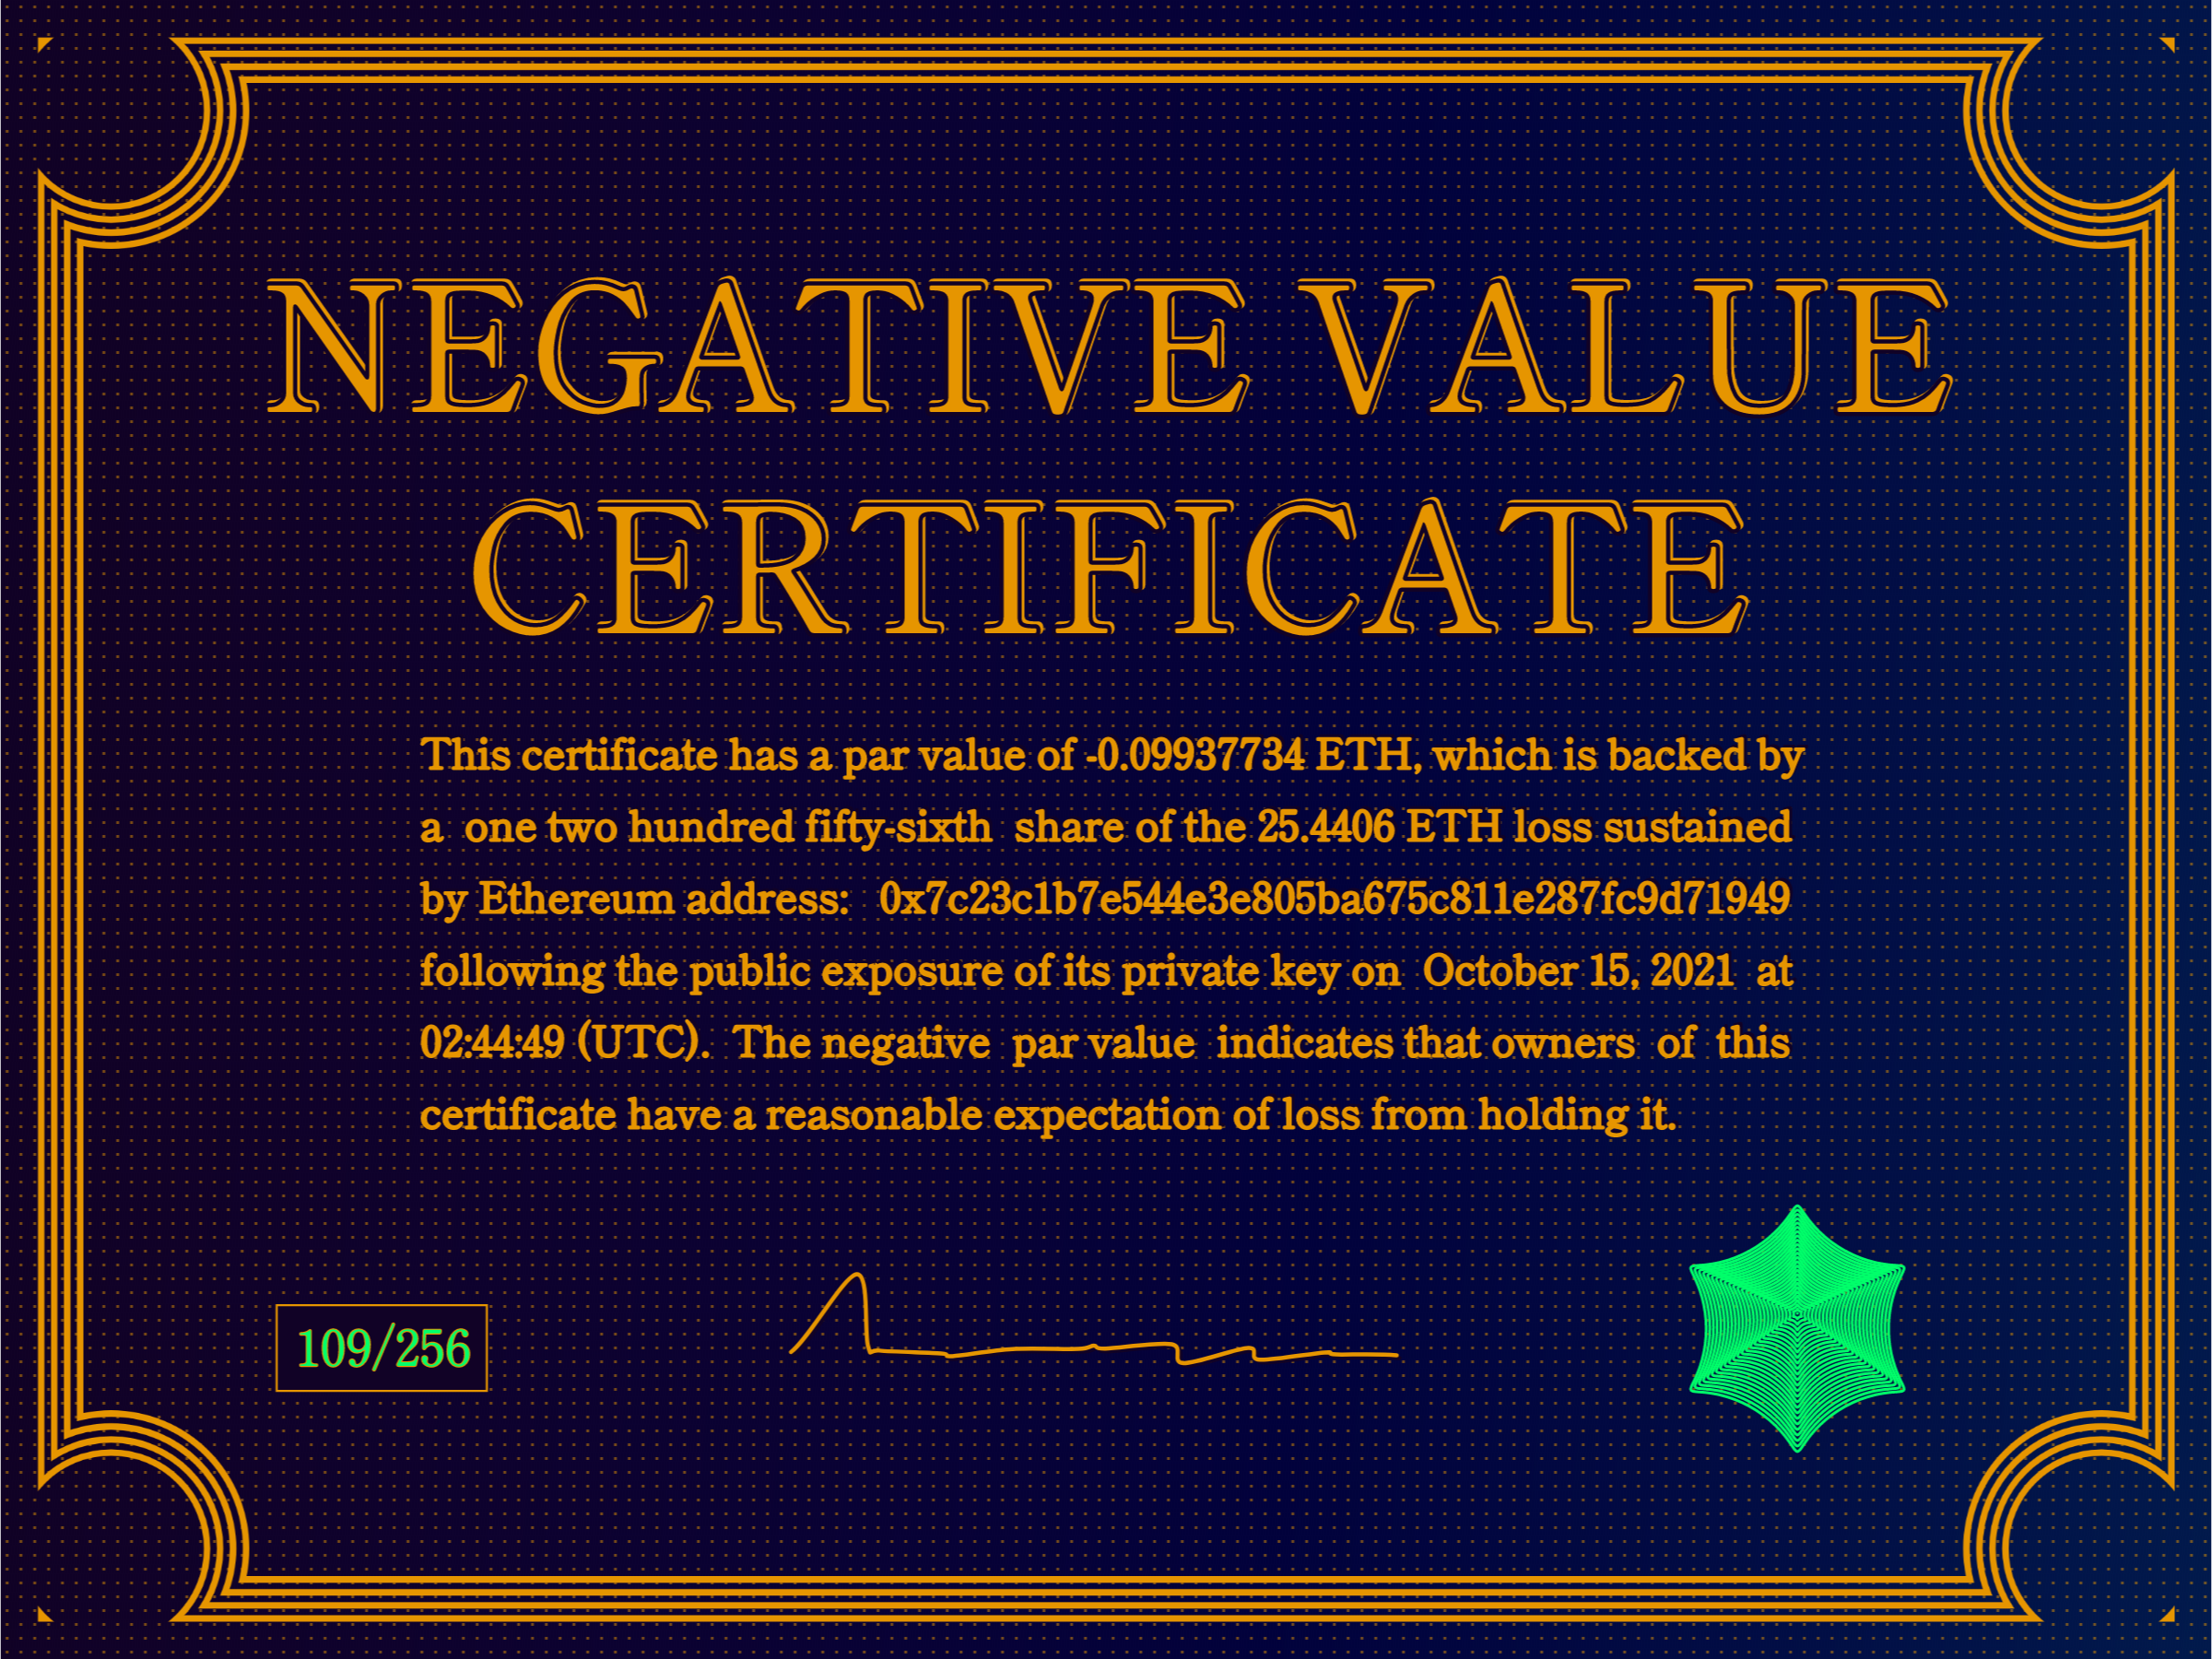 NEGATIVE VALUE
CERTIFICATE
This certificate has a par value of -0.09937734 ETH, which is backed by
a one two hundred fifty-sixth share of the 25.4406 ETH loss sustained
by Ethereum address: 0x7c23c1b7e544e3e805ba675c811e287fc9d71949
following the public exposure of its private key on October 15, 2021 at
02:44:49 (UTC). The negative par value indicates that owners of this
certificate have a reasonable expectation of loss from holding it.
109/256